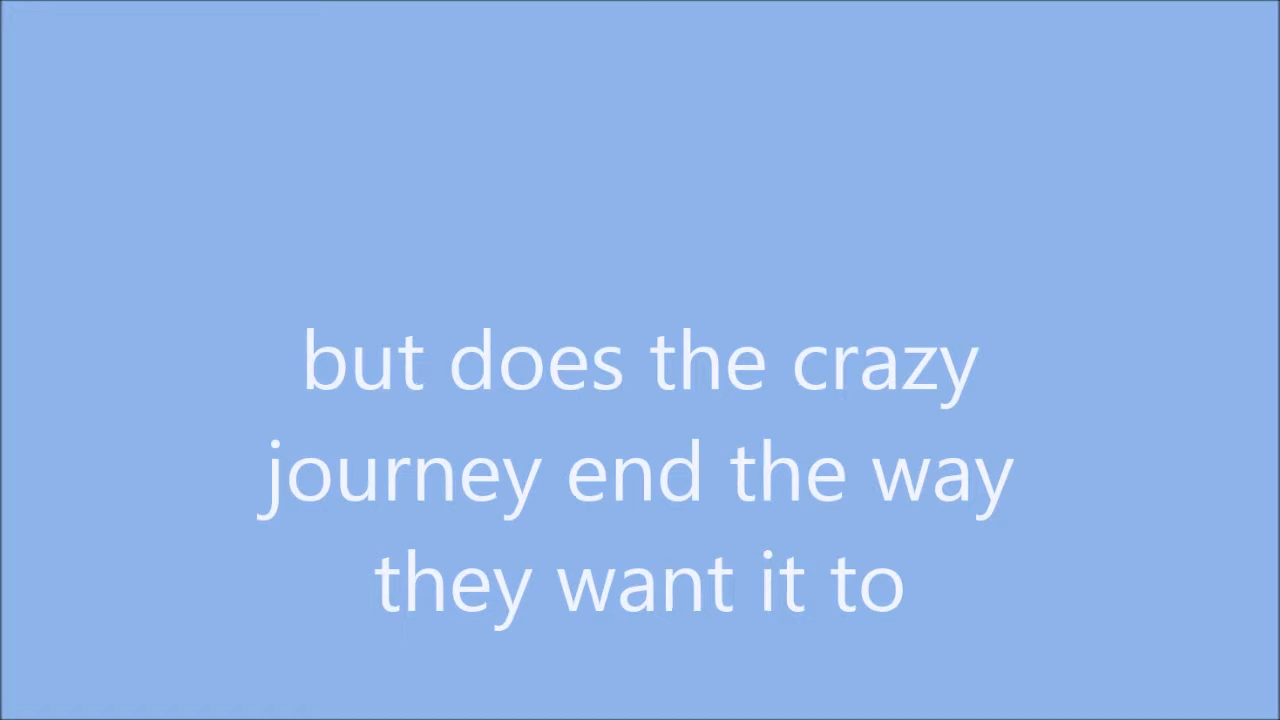 but does the crazy
journey end the way
they want it to